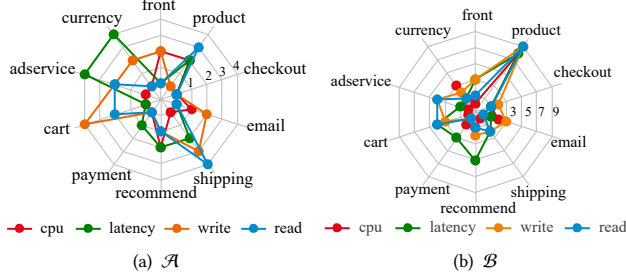 front
currency
product
adservice
checkout
1 2 3 4
cart
email
payment
shipping
recommend
cpu latency write read
(a) 𝒜
front
currency
product
adservice
checkout
3 5 7 9
cart
email
payment
shipping
recommend
cpu latency write read
(b) ℬ